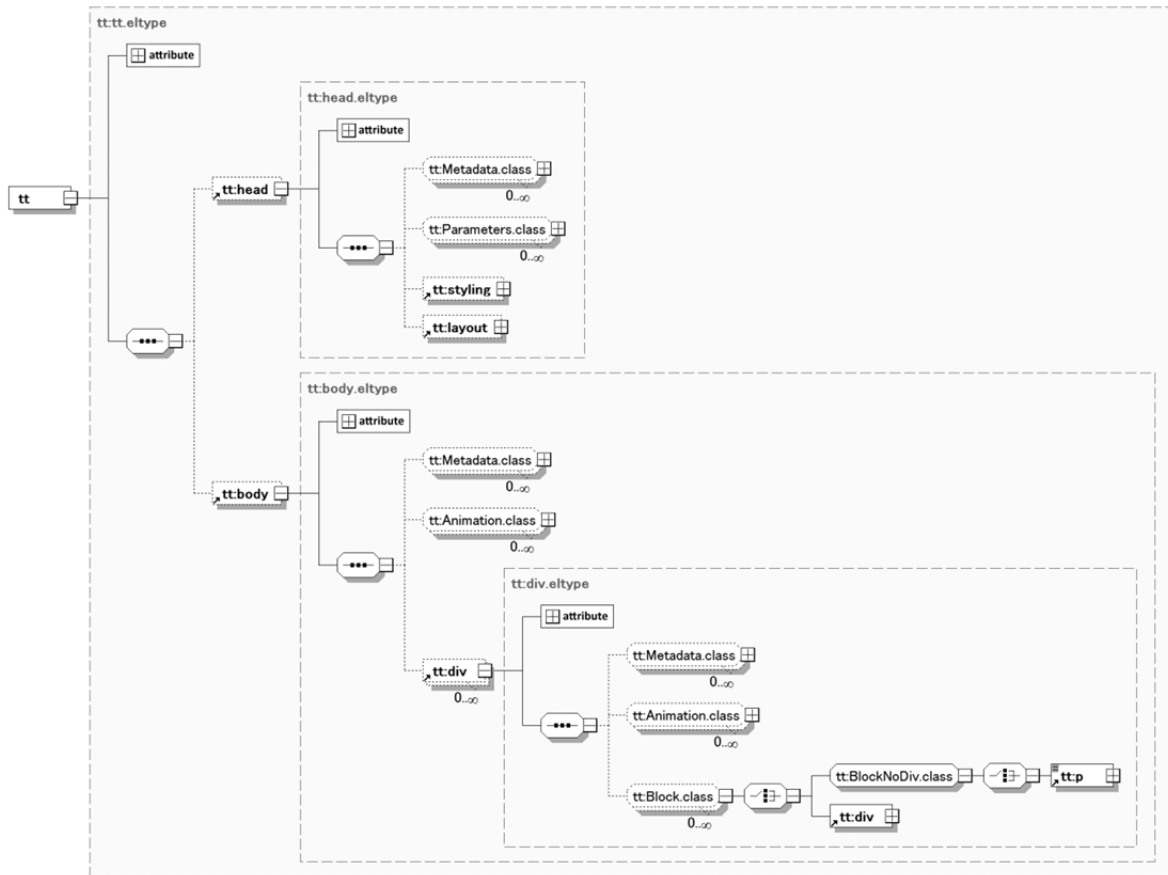 tt:tt.eltype
attribute
tt:head.eltype
attribute
tt:Metadata.class
0..∞
tt:head
tt
tt:Parameters.class
0..∞
tt:styling
tt:layout
tt:body.eltype
attribute
tt:Metadata.class
0..∞
tt:body
tt:Animation.class
0..∞
tt:div.eltype
attribute
tt:Metadata.class
0..∞
tt:div
0..∞
tt:Animation.class
0..∞
tt:Block.class
0..∞
tt:BlockNoDiv.class
tt:p
tt:div